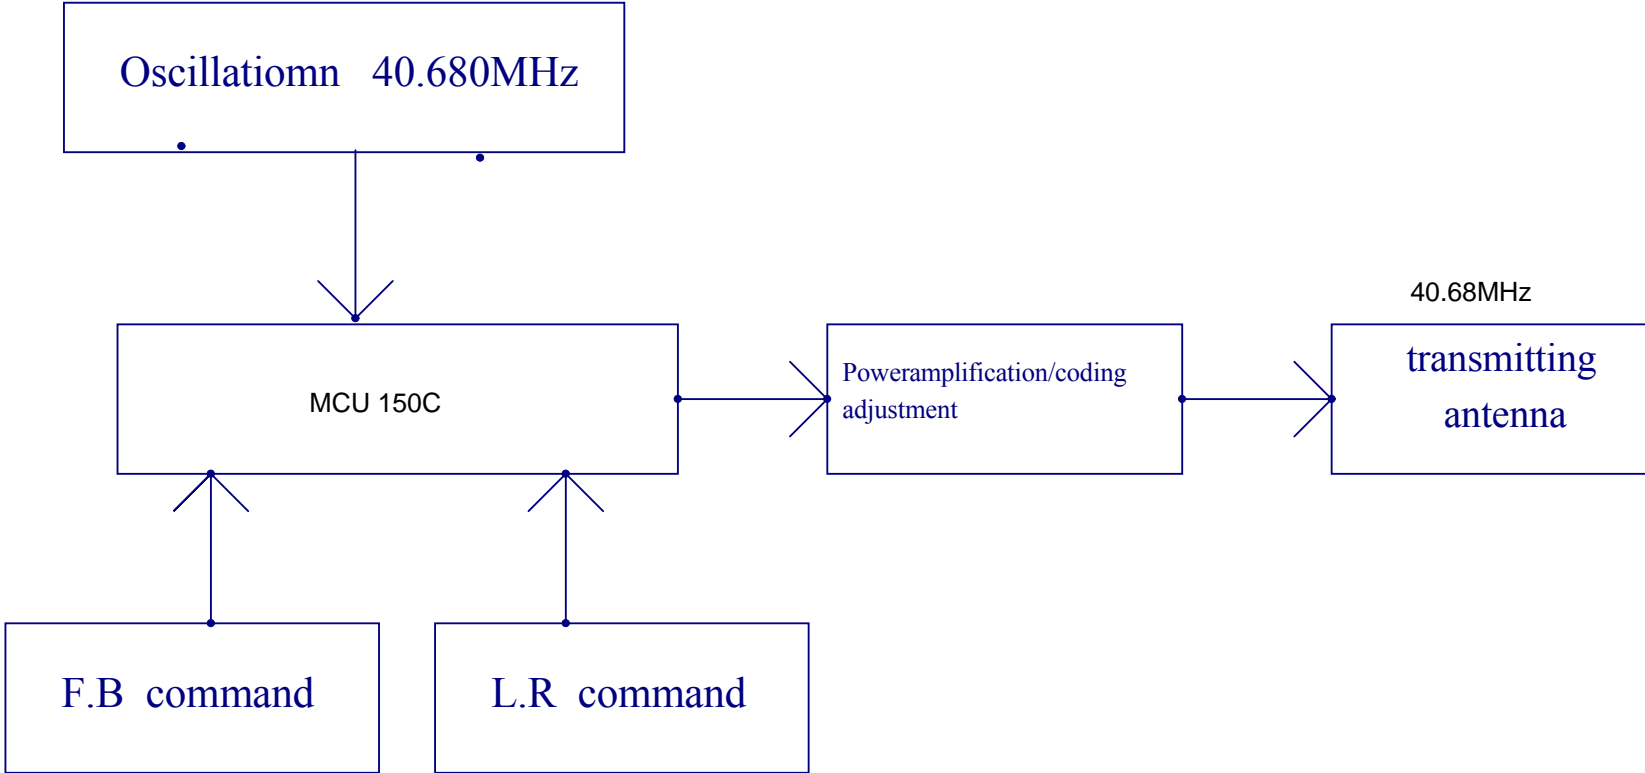 Oscillatiomn 40.680MHz
40.68MHz
MCU 150C
Poweramplification/coding
adjustment
transmitting
antenna
F.B command
L.R command